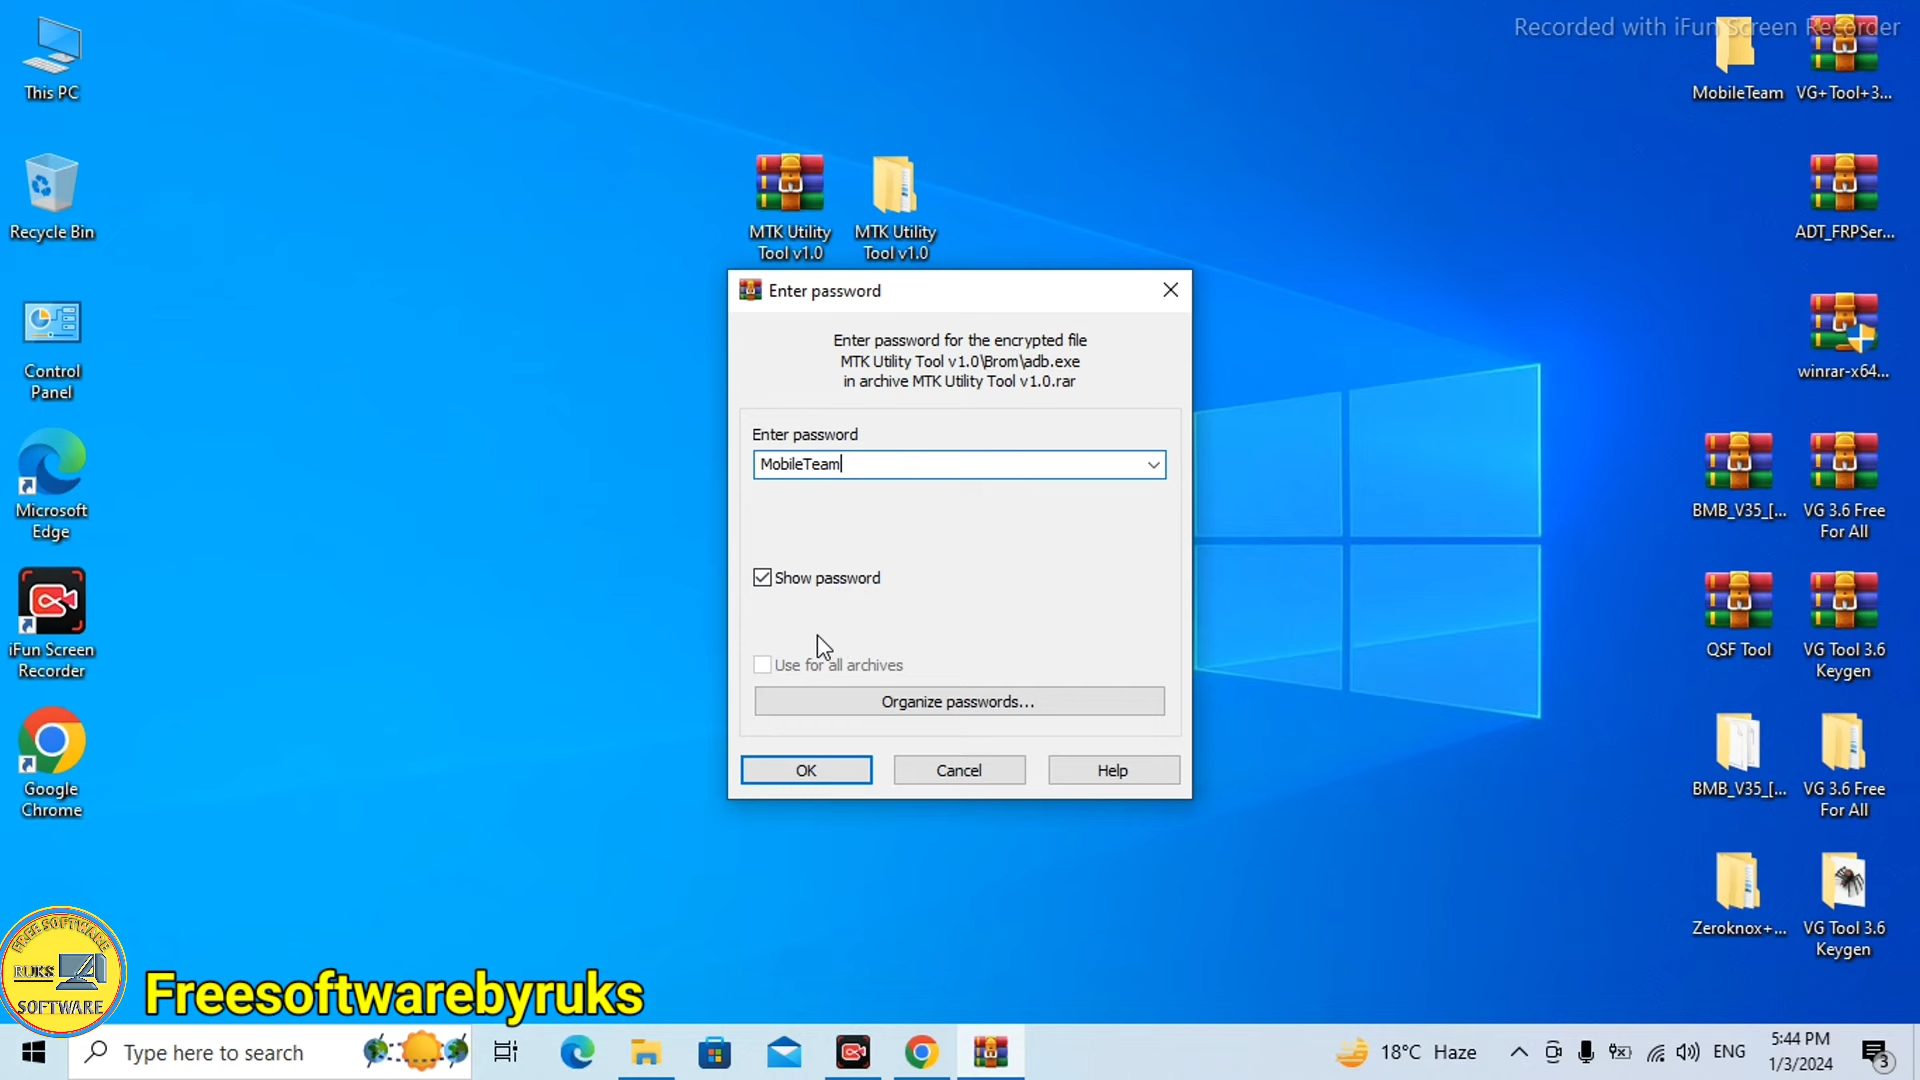 Recorded with iFun Screen Recorder
This PC
Recycle Bin
Control
Panel
Microsoft
Edge
iFun Screen
Recorder
Google
Chrome
MTK Utility
Tool v1.0
MTK Utility
Tool v1.0
MobileTeam
VG+Tool+3...
ADT_FRPSer...
winrar-x64...
BMB_V35_[...
VG 3.6 Free
For All
QSF Tool
VG Tool 3.6
Keygen
BMB_V35_[...
VG 3.6 Free
For All
Zeroknox+...
VG Tool 3.6
Keygen
Enter password
Enter password for the encrypted file
MTK Utility Tool v1.0\Brom\adb.exe
in archive MTK Utility Tool v1.0.rar
Enter password
MobileTeam
Show password
Use for all archives
Organize passwords...
OK
Cancel
Help
FREE SOFTWARE
RUKS
SOFTWARE
Freesoftwarebyruks
Type here to search
18°C Haze
ENG
5:44 PM
1/3/2024
3